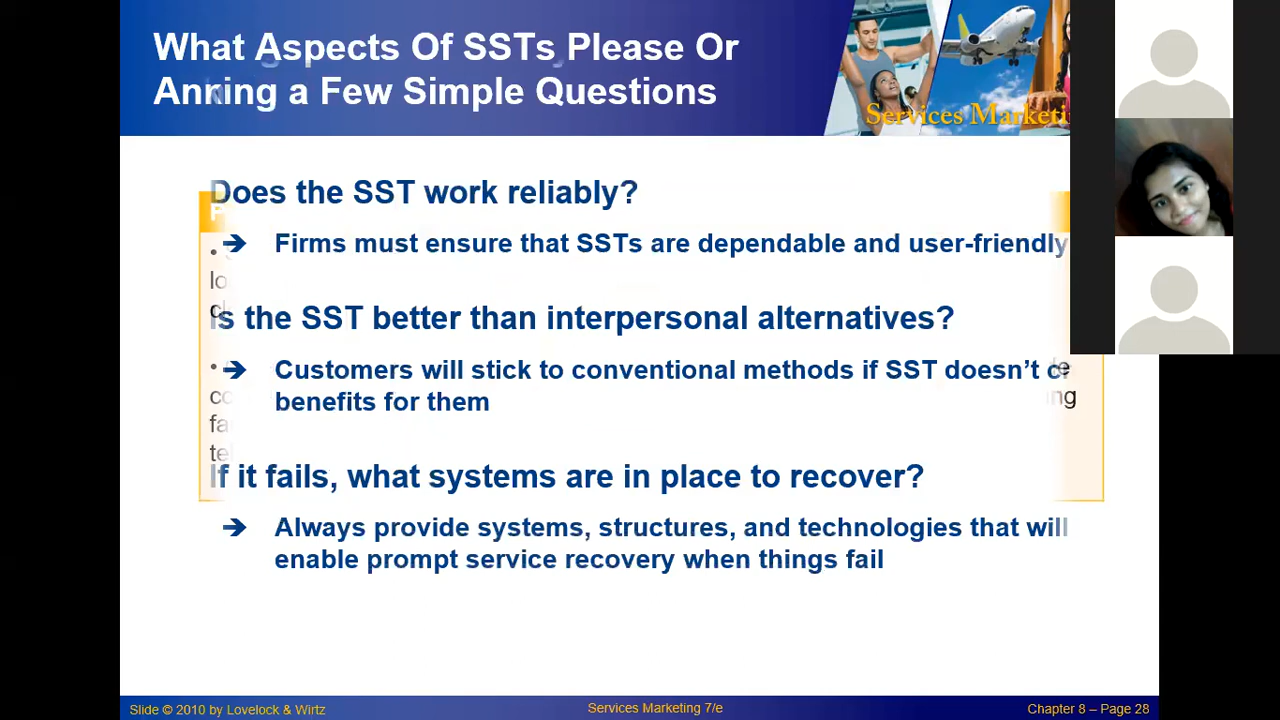 What Aspects Of SSTs Please Or
Anning a Few Simple Questions
Services Marketi
Does the SST work reliably?
➔ Firms must ensure that SSTs are dependable and user-friendly
lo
Is the SST better than interpersonal alternatives?
➔ Customers will stick to conventional methods if SST doesn’t
benefits for them
fa
te
If it fails, what systems are in place to recover?
➔ Always provide systems, structures, and technologies that will
enable prompt service recovery when things fail
Slide © 2010 by Lovelock & Wirtz
Services Marketing 7/e
Chapter 8 – Page 28